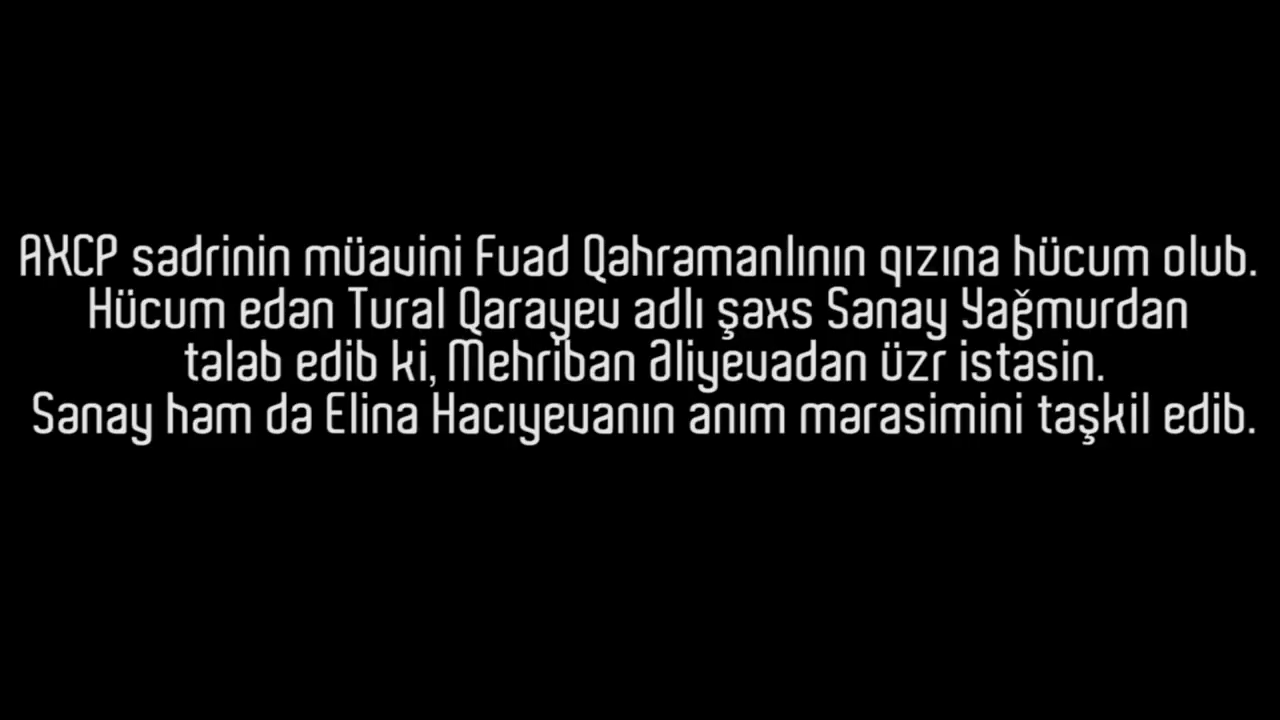 AXCP sədrinin müavini Fuad Qəhrəmanlının qızına hücum olub.
Hücum edən Tural Qarayev adlı şəxs Sənay Yağmurdan
tələb edib ki, Mehriban Əliyevadan üzr istəsin.
Sənay həm də Elina Hacıyevanın anım mərasimini təşkil edib.